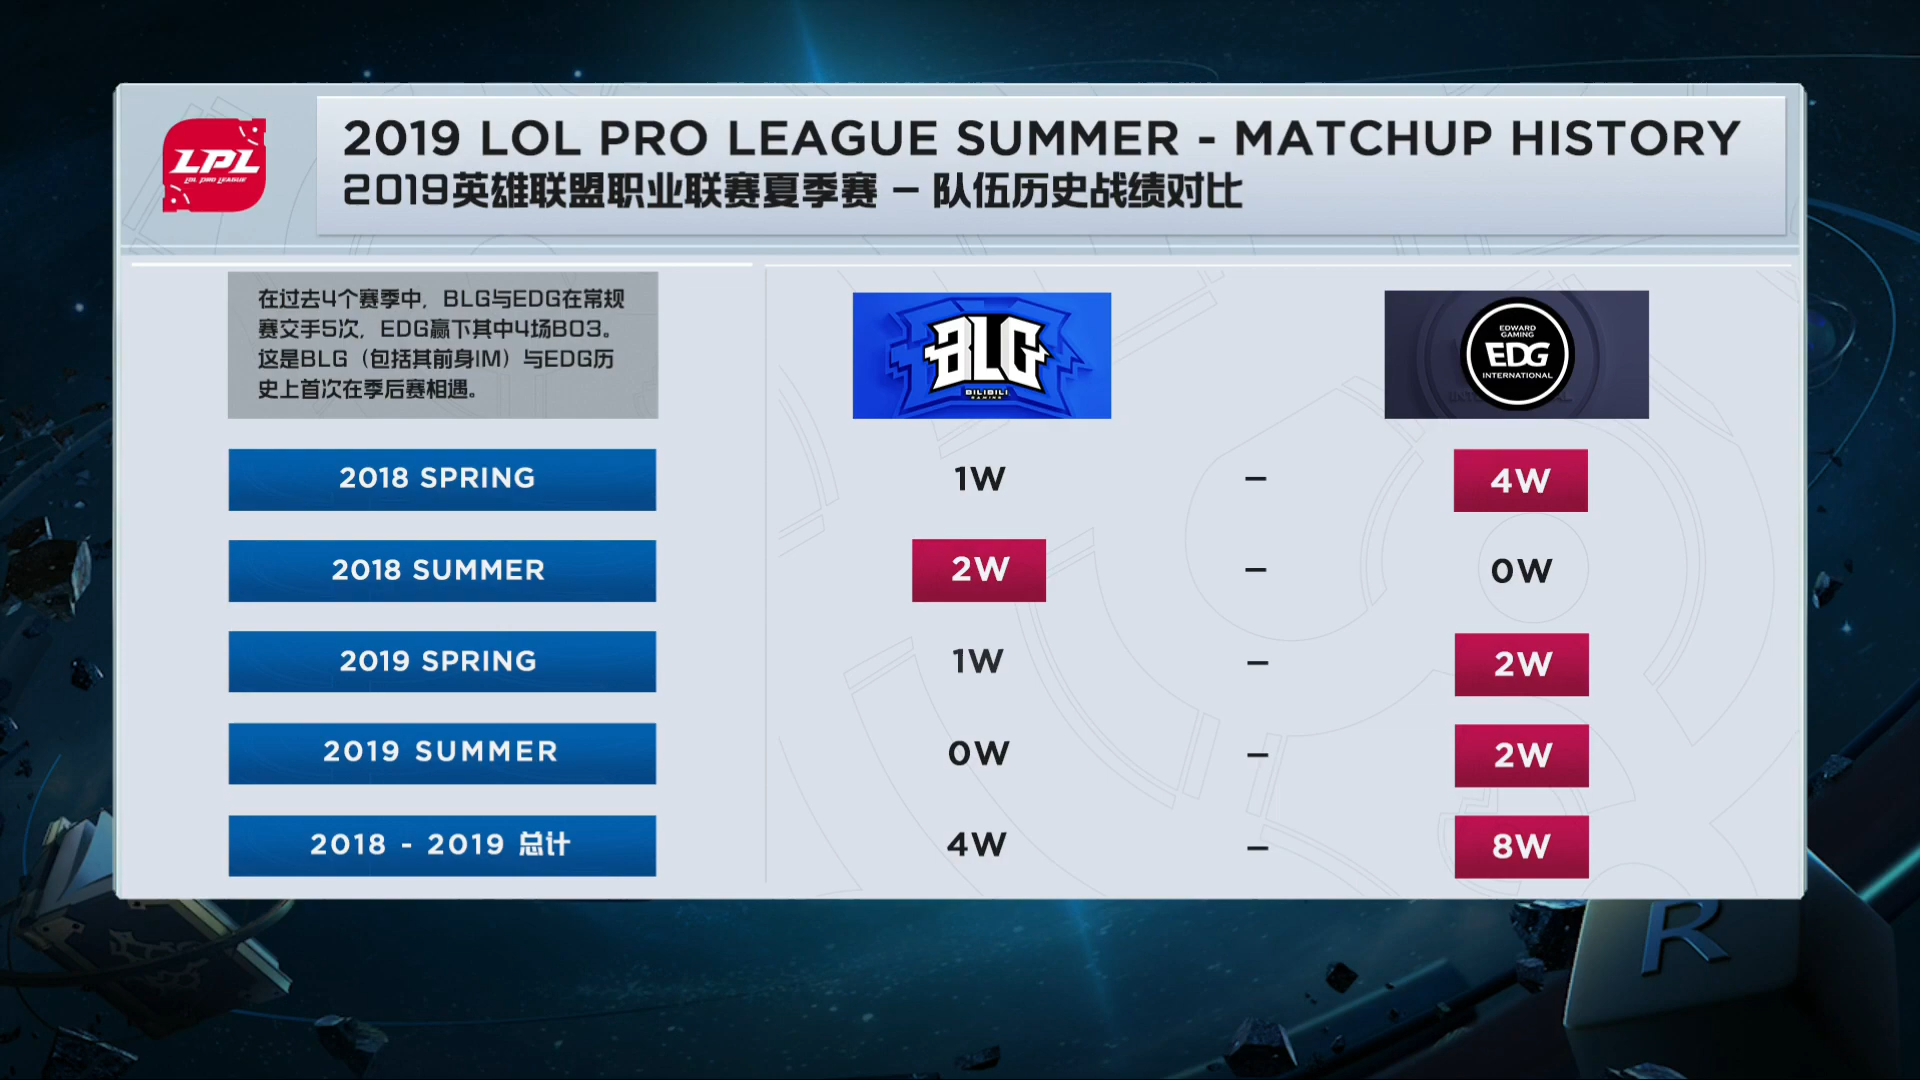 LPL
LOL PRO LEAGUE
2019 LOL PRO LEAGUE SUMMER - MATCHUP HISTORY
2019英雄联盟职业联赛夏季赛 – 队伍历史战绩对比
在过去4个赛季中，BLG与EDG在常规
赛交手5次，EDG赢下其中4场BO3。
这是BLG（包括其前身IM）与EDG历
史上首次在季后赛相遇。
BLG
BILIBILI
GAMING
EDWARD
GAMING
EDG
INTERNATIONAL
2018 SPRING 1W – 4W
2018 SUMMER 2W – 0W
2019 SPRING 1W – 2W
2019 SUMMER 0W – 2W
2018 - 2019 总计 4W – 8W
R